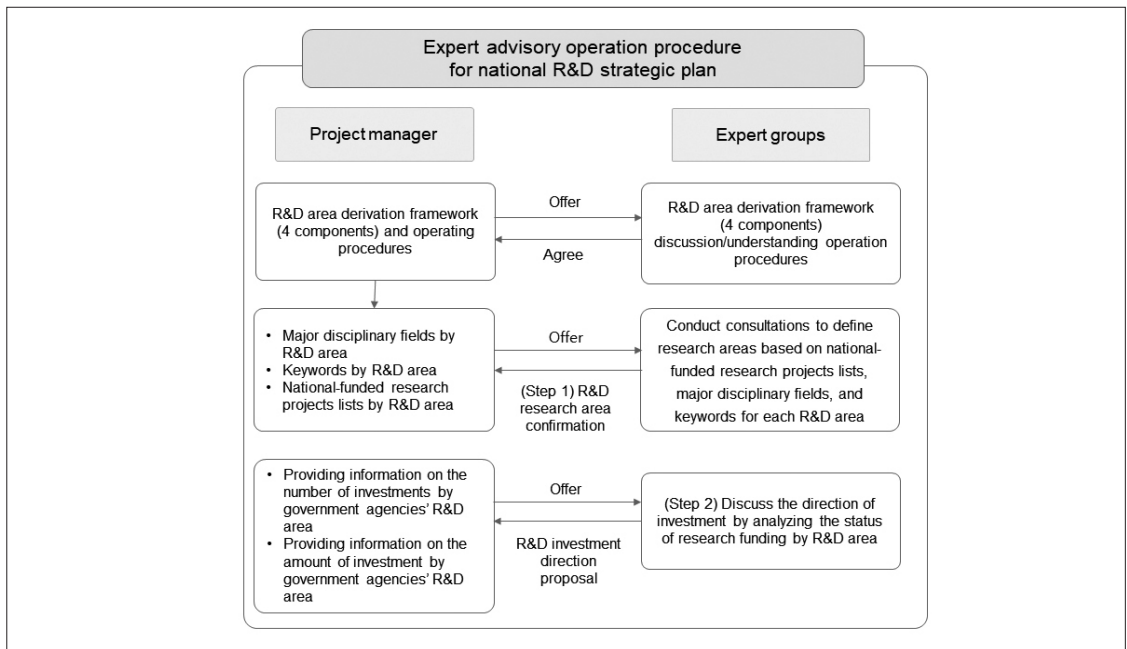 Expert advisory operation procedure
for national R&D strategic plan
Project manager
Expert groups
R&D area derivation framework
(4 components) and operating
procedures
Offer
Agree
R&D area derivation framework
(4 components)
discussion/understanding operation
procedures
• Major disciplinary fields by
R&D area
• Keywords by R&D area
• National-funded research
projects lists by R&D area
Offer
(Step 1) R&D
research area
confirmation
Conduct consultations to define
research areas based on national-
funded research projects lists,
major disciplinary fields, and
keywords for each R&D area
• Providing information on the
number of investments by
government agencies' R&D
area
• Providing information on the
amount of investment by
government agencies' R&D
area
Offer
R&D investment
direction
proposal
(Step 2) Discuss the direction of
investment by analyzing the status
of research funding by R&D area